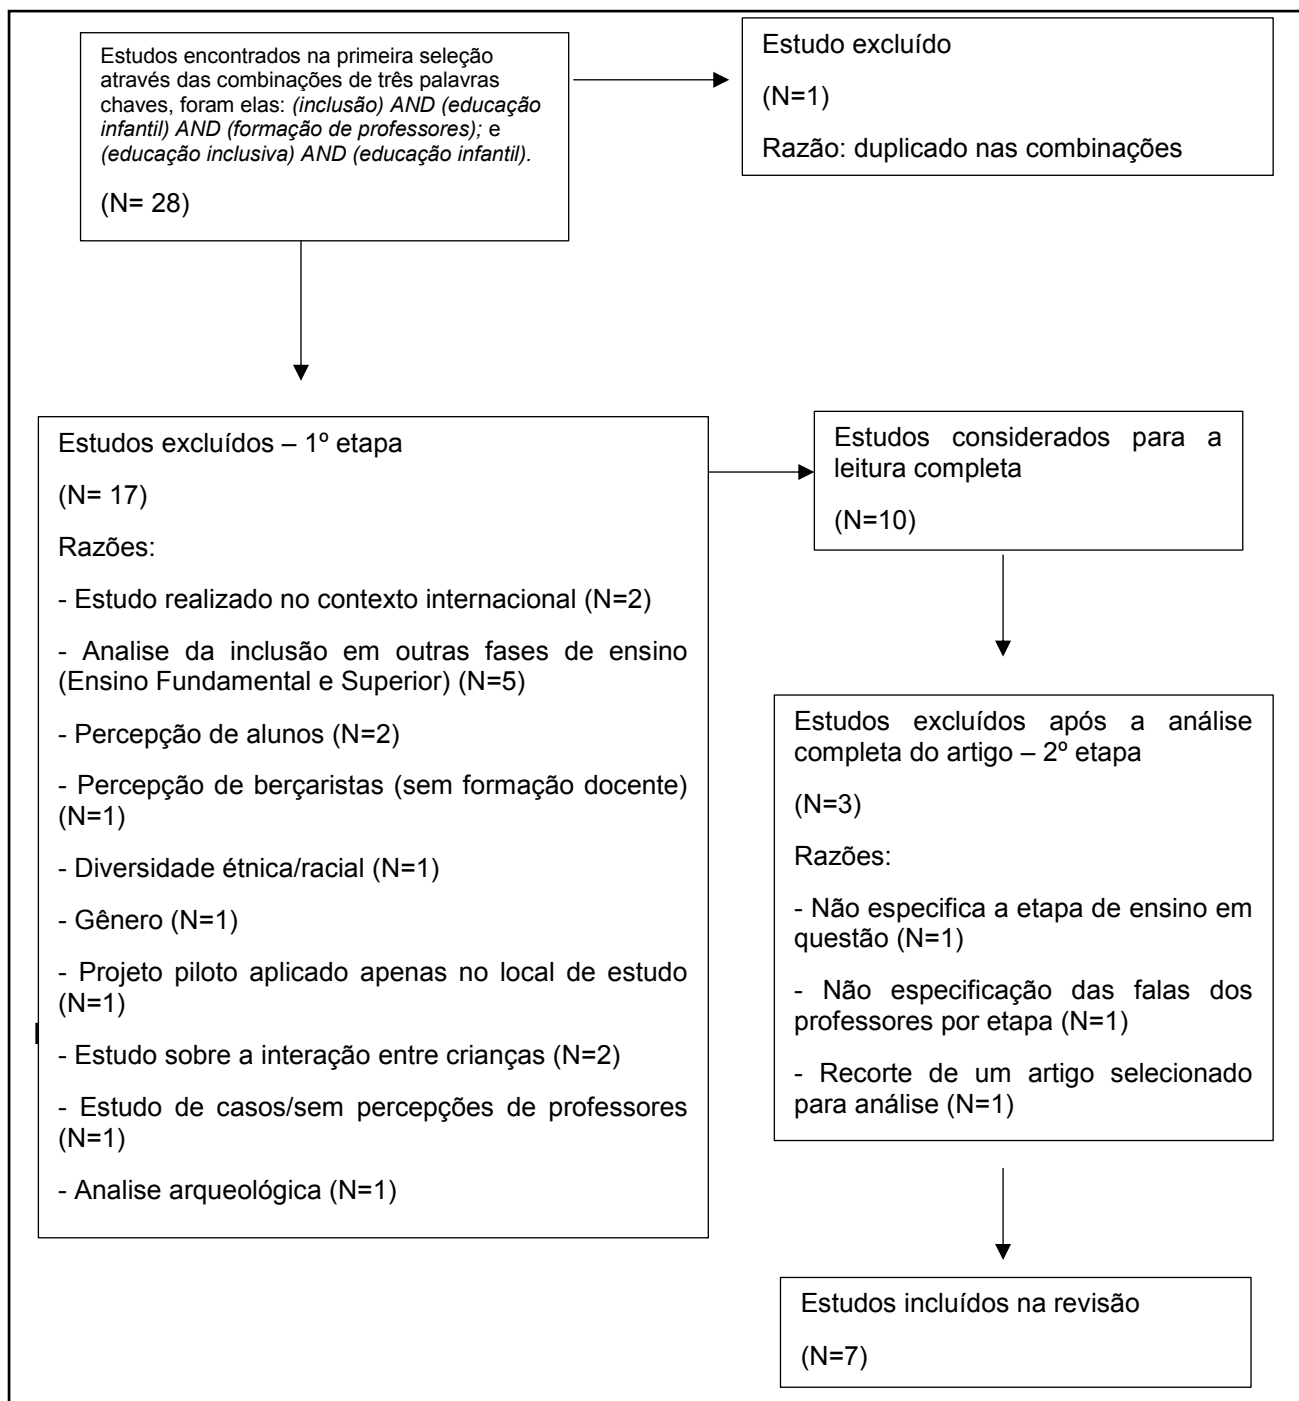 Estudos encontrados na primeira seleção
através das combinações de três palavras
chaves, foram elas: (inclusão) AND (educação
infantil) AND (formação de professores); e
(educação inclusiva) AND (educação infantil).
(N= 28)
Estudo excluído
(N=1)
Razão: duplicado nas combinações
Estudos excluídos – 1º etapa
(N= 17)
Razões:
- Estudo realizado no contexto internacional (N=2)
- Analise da inclusão em outras fases de ensino
(Ensino Fundamental e Superior) (N=5)
- Percepção de alunos (N=2)
- Percepção de berçaristas (sem formação docente)
(N=1)
- Diversidade étnica/racial (N=1)
- Gênero (N=1)
- Projeto piloto aplicado apenas no local de estudo
(N=1)
- Estudo sobre a interação entre crianças (N=2)
- Estudo de casos/sem percepções de professores
(N=1)
- Analise arqueológica (N=1)
Estudos considerados para a
leitura completa
(N=10)
Estudos excluídos após a análise
completa do artigo – 2º etapa
(N=3)
Razões:
- Não especifica a etapa de ensino em
questão (N=1)
- Não especificação das falas dos
professores por etapa (N=1)
- Recorte de um artigo selecionado
para análise (N=1)
Estudos incluídos na revisão
(N=7)